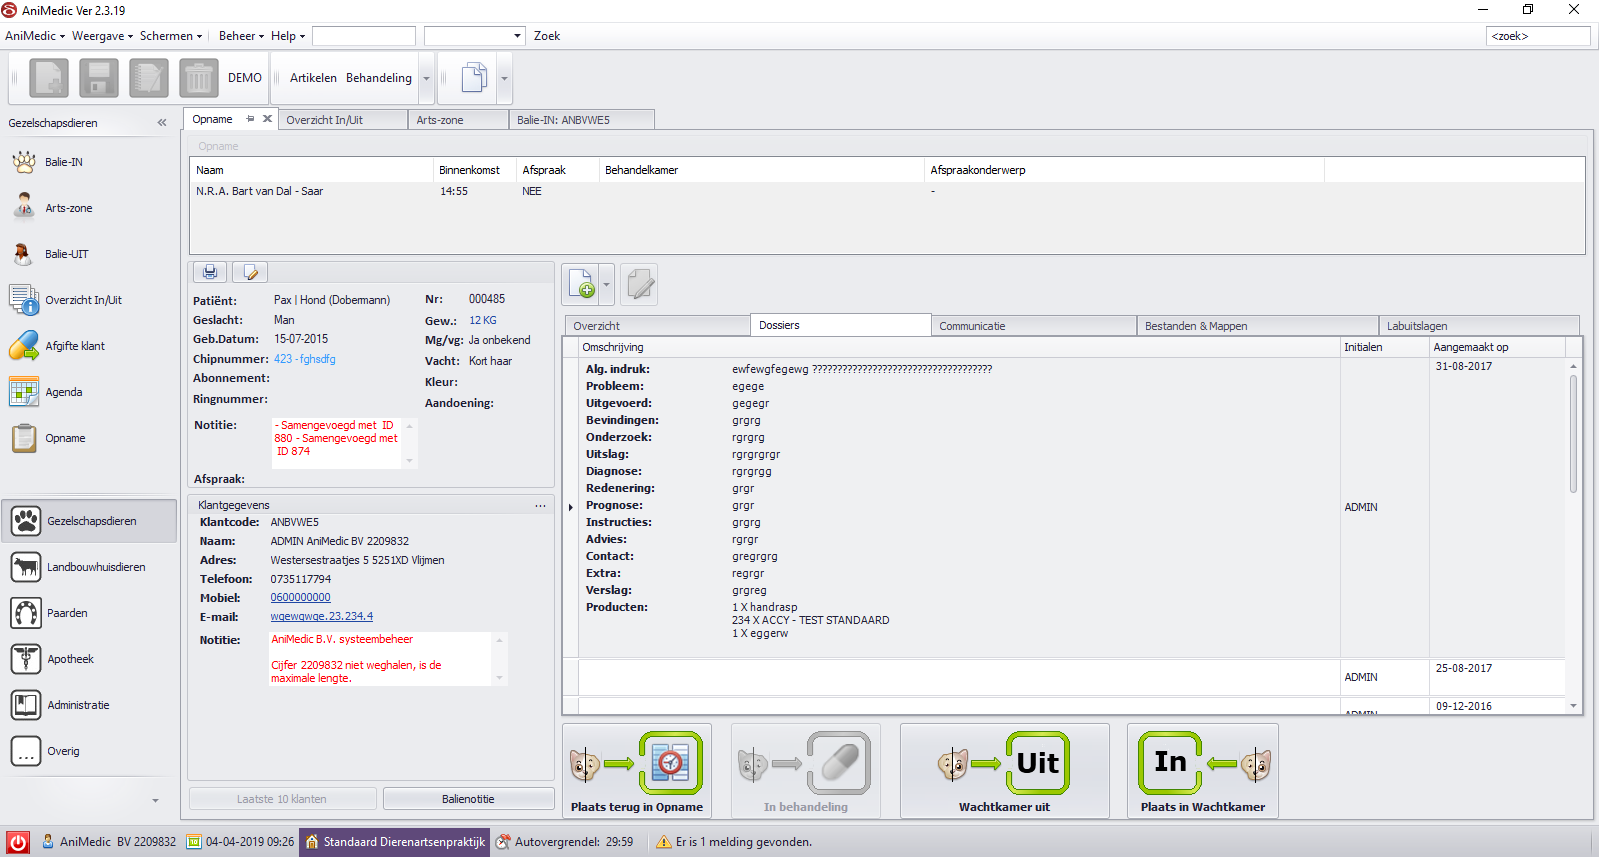 AniMedic Ver 2.3.19
AniMedic Weergave Schermen Beheer Help Zoek <zoek>
DEMO Artikelen Behandeling
Gezelschapsdieren «
Balie-IN
Arts-zone
Balie-UIT
Overzicht In/Uit
Afgifte klant
Agenda
Opname
Gezelschapsdieren
Landbouwhuisdieren
Paarden
Apotheek
Administratie
Overig
Opname Overzicht In/Uit Arts-zone Balie-IN: ANBVWE5
Opname
Naam Binnenkomst Afspraak Behandelkamer Afspraakonderwerp
N.R.A. Bart van Dal - Saar 14:55 NEE -
Patiënt: Pax | Hond (Dobermann) Nr: 000485
Geslacht: Man Gew.: 12 KG
Geb.Datum: 15-07-2015 Mg/vg: Ja onbekend
Chipnummer: 423 - fghsdfg Vacht: Kort haar
Abonnement: Kleur:
Ringnummer: Aandoening:
Notitie: - Samengevoegd met ID
880 - Samengevoegd met
ID 874
Afspraak:
Klantgegevens ...
Klantcode: ANBVWE5
Naam: ADMIN AniMedic BV 2209832
Adres: Westersestraatjes 5 5251XD Vlijmen
Telefoon: 0735117794
Mobiel: 0600000000
E-mail: wqewqwqe.23.234.4
Notitie: AniMedic B.V. systeembeheer
Cijfer 2209832 niet weghalen, is de
maximale lengte.
Laatste 10 klanten Balienotitie
Overzicht Dossiers Communicatie Bestanden & Mappen Labuitslagen
Omschrijving Initialen Aangemaakt op
Alg. indruk: ewfewgfegewg ???????????????????????????????????? 31-08-2017
Probleem: egege
Uitgevoerd: gegegr
Bevindingen: grgrg
Onderzoek: rgrgrg
Uitslag: rgrgrgrgr
Diagnose: rgrgrgg
Redenering: grgr
Prognose: grgr ADMIN
Instructies: grgrg
Advies: rgrgr
Contact: gregrgrg
Extra: regrgr
Verslag: grgreg
Producten: 1 X handrasp
234 X ACCY - TEST STANDAARD
1 X eggerw
ADMIN 25-08-2017
ADMIN 09-12-2016
Uit In
Plaats terug in Opname In behandeling Wachtkamer uit Plaats in Wachtkamer
AniMedic BV 2209832 04-04-2019 09:26 Standaard Dierenartsenpraktijk Autovergrendel: 29:59 Er is 1 melding gevonden.